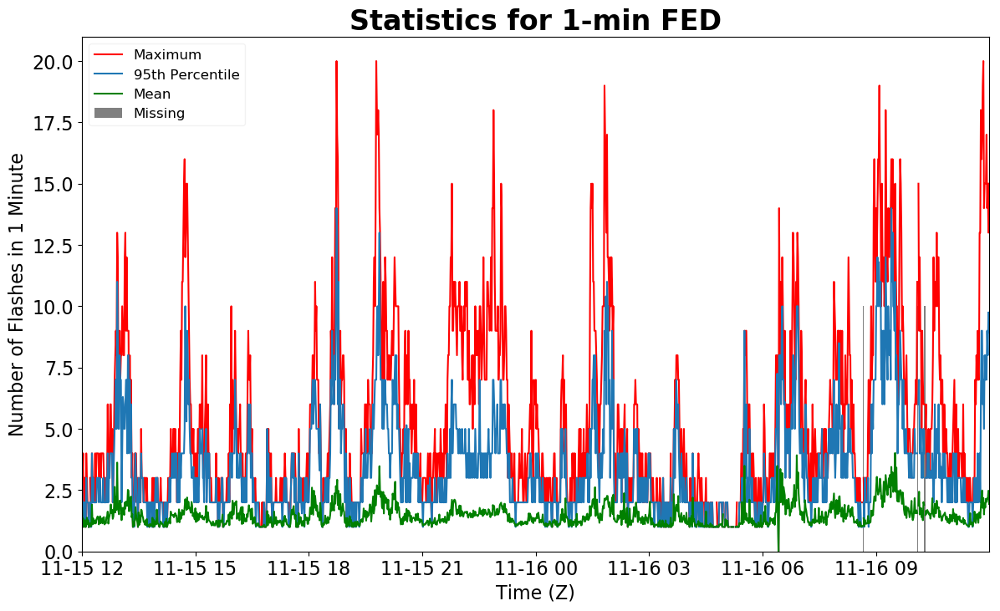 Statistics for 1-min FED
Maximum
95th Percentile
Mean
Missing
Number of Flashes in 1 Minute
20.0
17.5
15.0
12.5
10.0
7.5
5.0
2.5
0.0
11-15 12
11-15 15
11-15 18
11-15 21
11-16 00
11-16 03
11-16 06
11-16 09
Time (Z)